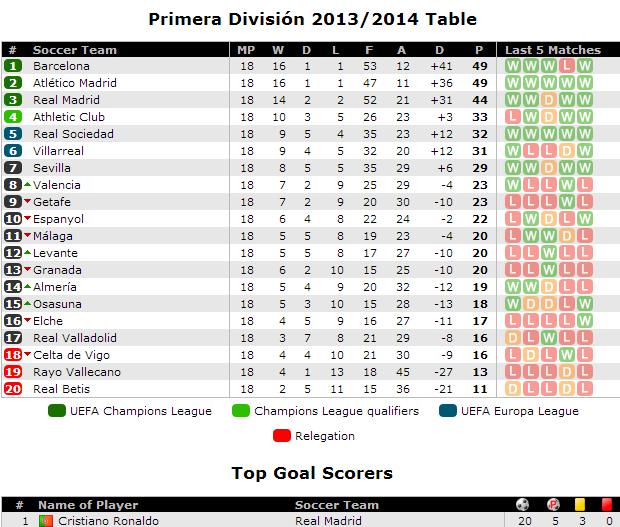 Primera División 2013/2014 Table
# Soccer Team MP W D L F A D P Last 5 Matches
1 Barcelona 18 16 1 1 53 12 +41 49 W W W L W
2 Atlético Madrid 18 16 1 1 47 11 +36 49 W W W W W
3 Real Madrid 18 14 2 2 52 21 +31 44 W W D W W
4 Athletic Club 18 10 3 5 26 23 +3 33 L W D W W
5 Real Sociedad 18 9 5 4 35 23 +12 32 W W W W W
6 Villarreal 18 9 4 5 32 20 +12 31 W L L D W
7 Sevilla 18 8 5 5 35 29 +6 29 W W D W W
8 Valencia 18 7 2 9 25 29 -4 23 W L L W L
9 Getafe 18 7 2 9 20 30 -10 23 L L L W L
10 Espanyol 18 6 4 8 22 24 -2 22 L W D L W
11 Málaga 18 5 5 8 19 23 -4 20 L W W D L
12 Levante 18 5 5 8 17 27 -10 20 L L W L L
13 Granada 18 6 2 10 15 25 -10 20 L L W L L
14 Almería 18 5 4 9 20 32 -12 19 W W D L L
15 Osasuna 18 5 3 10 15 28 -13 18 W D D L W
16 Elche 18 4 5 9 16 27 -11 17 L L L L W
17 Real Valladolid 18 3 7 8 21 29 -8 16 D L W L L
18 Celta de Vigo 18 4 4 10 21 30 -9 16 L D L W L
19 Rayo Vallecano 18 4 1 13 18 45 -27 13 L L L D L
20 Real Betis 18 2 5 11 15 36 -21 11 D L L D L
UEFA Champions League Champions League qualifiers UEFA Europa League
Relegation
Top Goal Scorers
# Name of Player Soccer Team
1 Cristiano Ronaldo Real Madrid 20 5 3 0